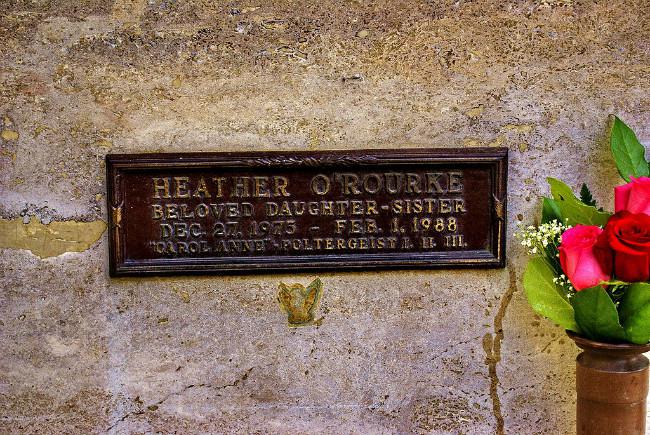 HEATHER O'ROURKE
BELOVED DAUGHTER-SISTER
DEC. 27, 1975 - FEB. 1, 1988
"CAROL ANNE"-POLTERGEIST I. II. III.